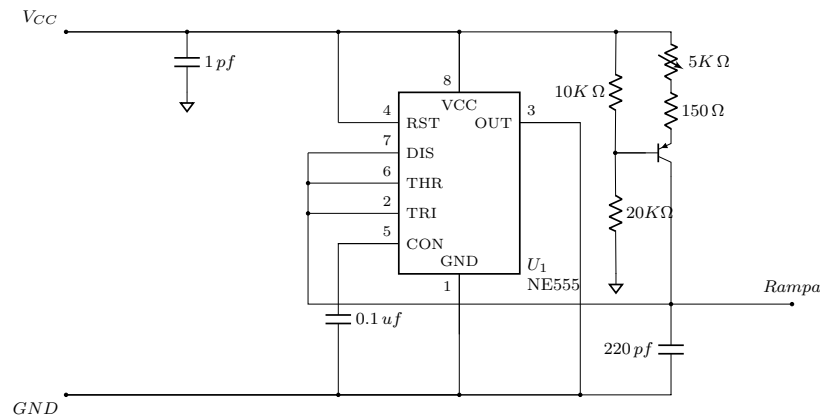 V_CC
1 pf
5K Ω
10K Ω
150 Ω
8
VCC
4
RST
OUT
3
7
DIS
6
THR
2
TRI
20KΩ
5
CON
GND
1
U_1
NE555
Rampa
0.1 uf
220 pf
GND